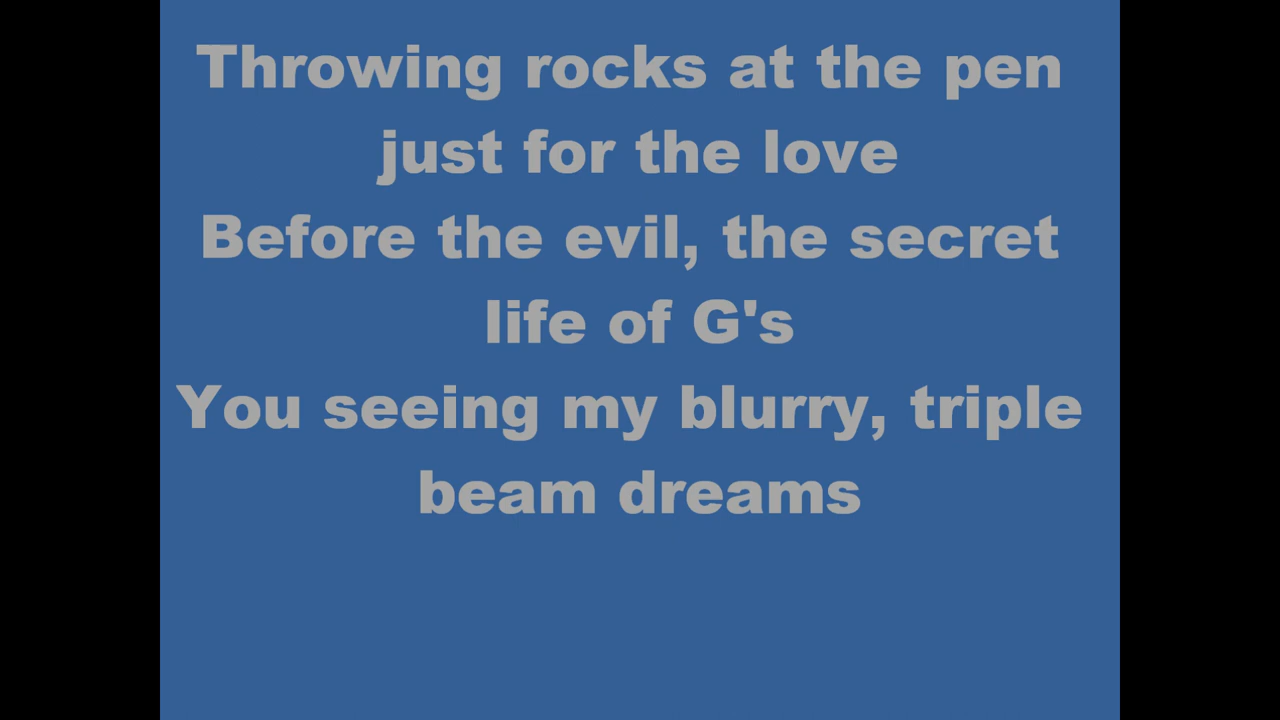 Throwing rocks at the pen
just for the love
Before the evil, the secret
life of G's
You seeing my blurry, triple
beam dreams